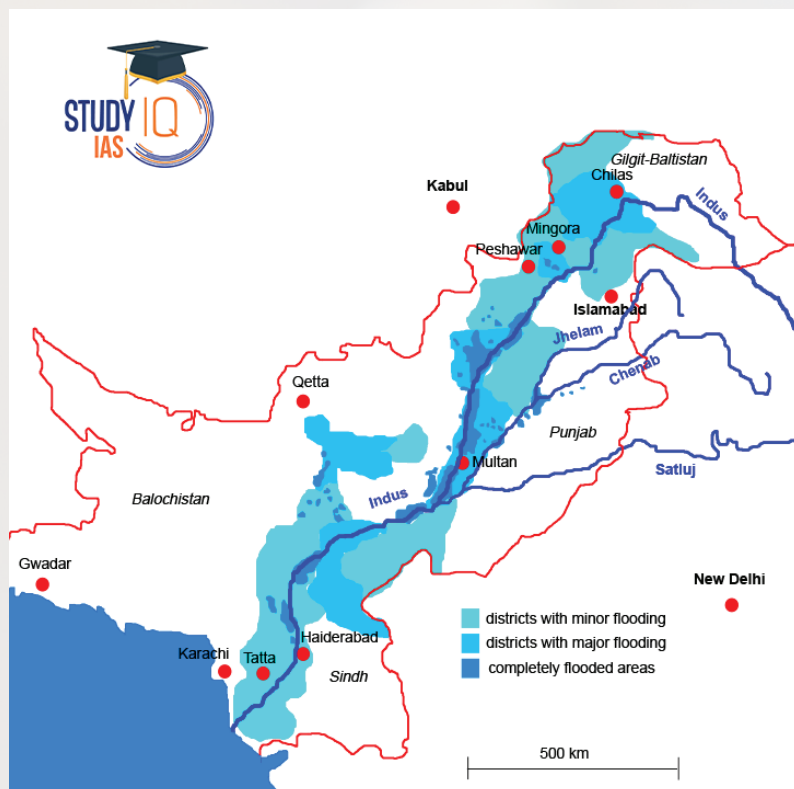 STUDY IQ
IAS
Gilgit-Baltistan
Chilas
Kabul
Indus
Mingora
Peshawar
Islamabad
Jhelam
Chenab
Qetta
Punjab
Multan
Satluj
Indus
Balochistan
Gwadar
New Delhi
districts with minor flooding
districts with major flooding
Haiderabad
Karachi
Tatta
completely flooded areas
Sindh
500 km